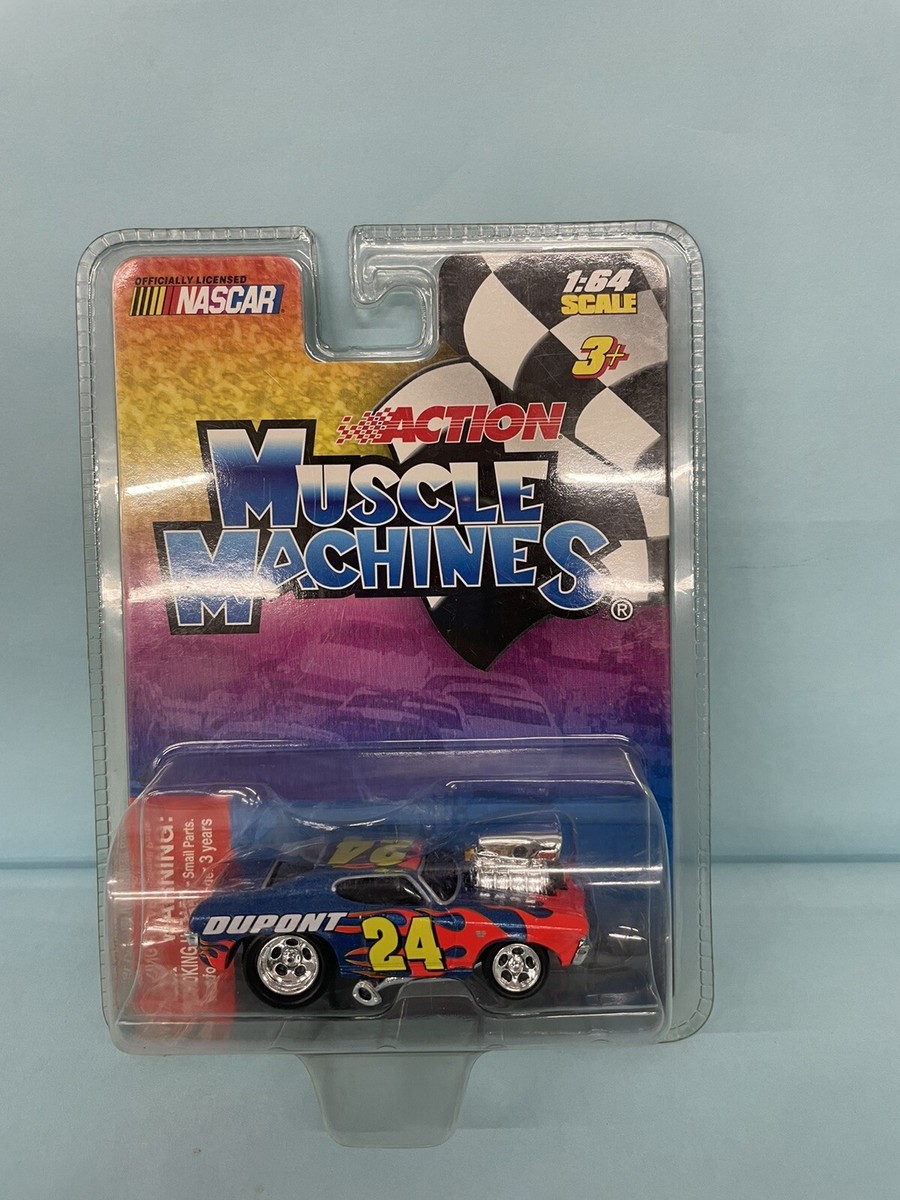 OFFICIALLY LICENSED
NASCAR
1:64
SCALE
3+
ACTION
MUSCLE
MACHINES®
WARNING:
- Small Parts.
3 years
24
DUPONT
24